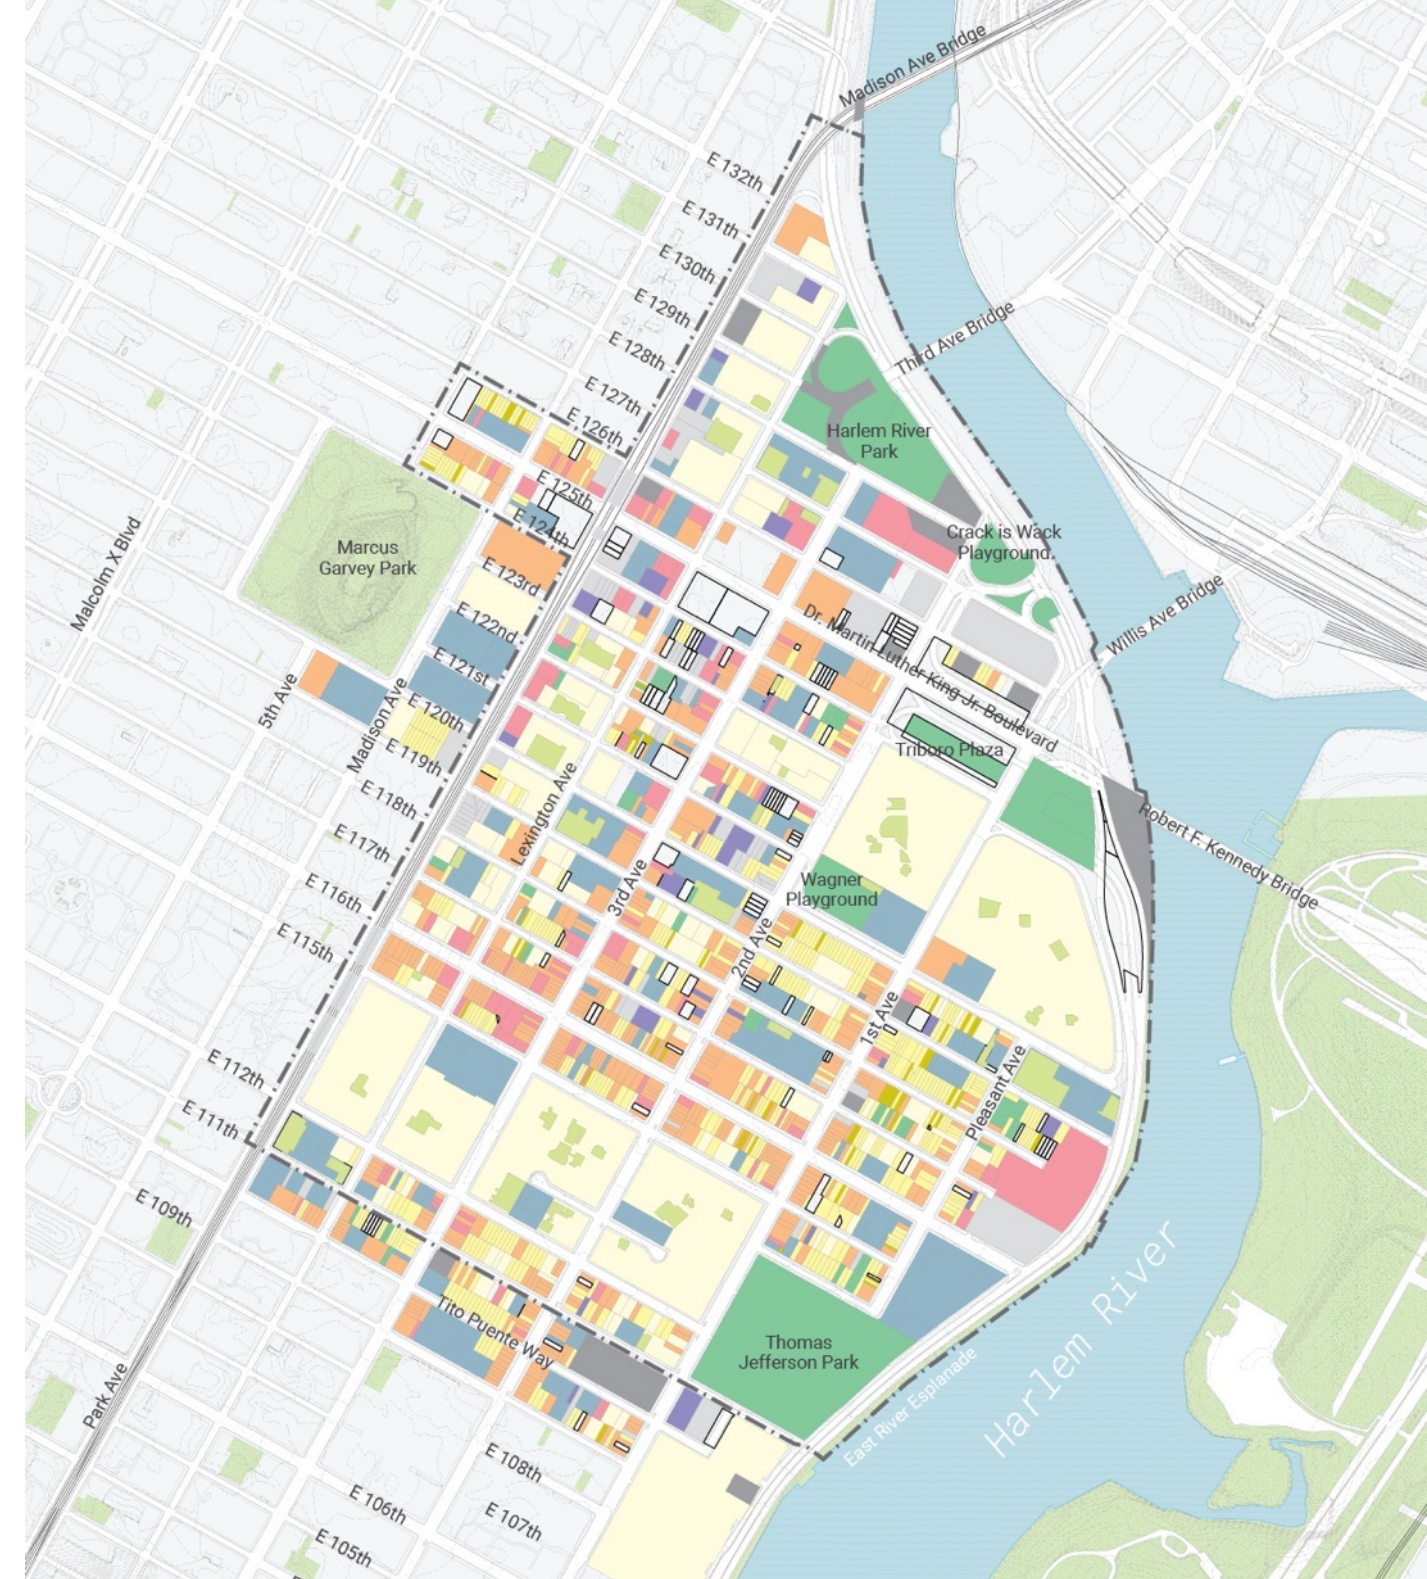 Madison Ave Bridge
E 132th
E 131th
E 130th
E 129th
E 128th
E 127th
E 126th
E 125th
E 124th
E 123rd
E 122nd
E 121st
E 120th
E 119th
E 118th
E 117th
E 116th
E 115th
E 112th
E 111th
E 109th
E 108th
E 107th
E 106th
E 105th
Third Ave Bridge
Harlem River
Park
Crack is Wack
Playground
Marcus
Garvey Park
Malcolm X Blvd
5th Ave
Madison Ave
Willis Ave Bridge
Dr. Martin Luther King Jr. Boulevard
Triboro Plaza
Robert F. Kennedy Bridge
Lexington Ave
3rd Ave
2nd Ave
1st Ave
Pleasant Ave
Wagner
Playground
Tito Puente Way
Thomas
Jefferson Park
East River Esplanade
Harlem River
Park Ave